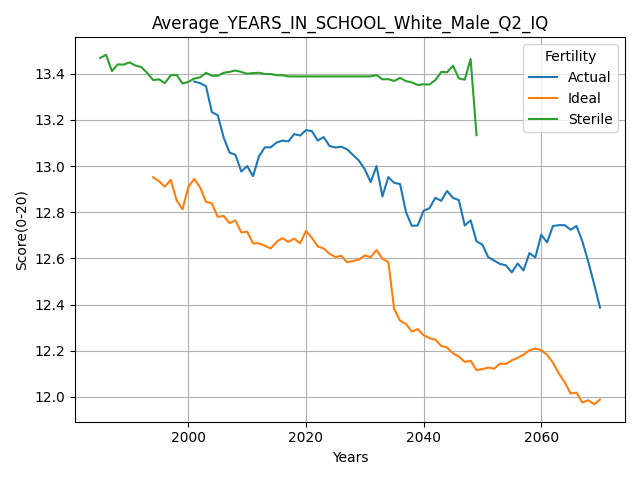 Average_YEARS_IN_SCHOOL_White_Male_Q2_IQ
Score(0-20)
13.4
13.2
13.0
12.8
12.6
12.4
12.2
12.0
Fertility
Actual
Ideal
Sterile
2000
2020
2040
2060
Years